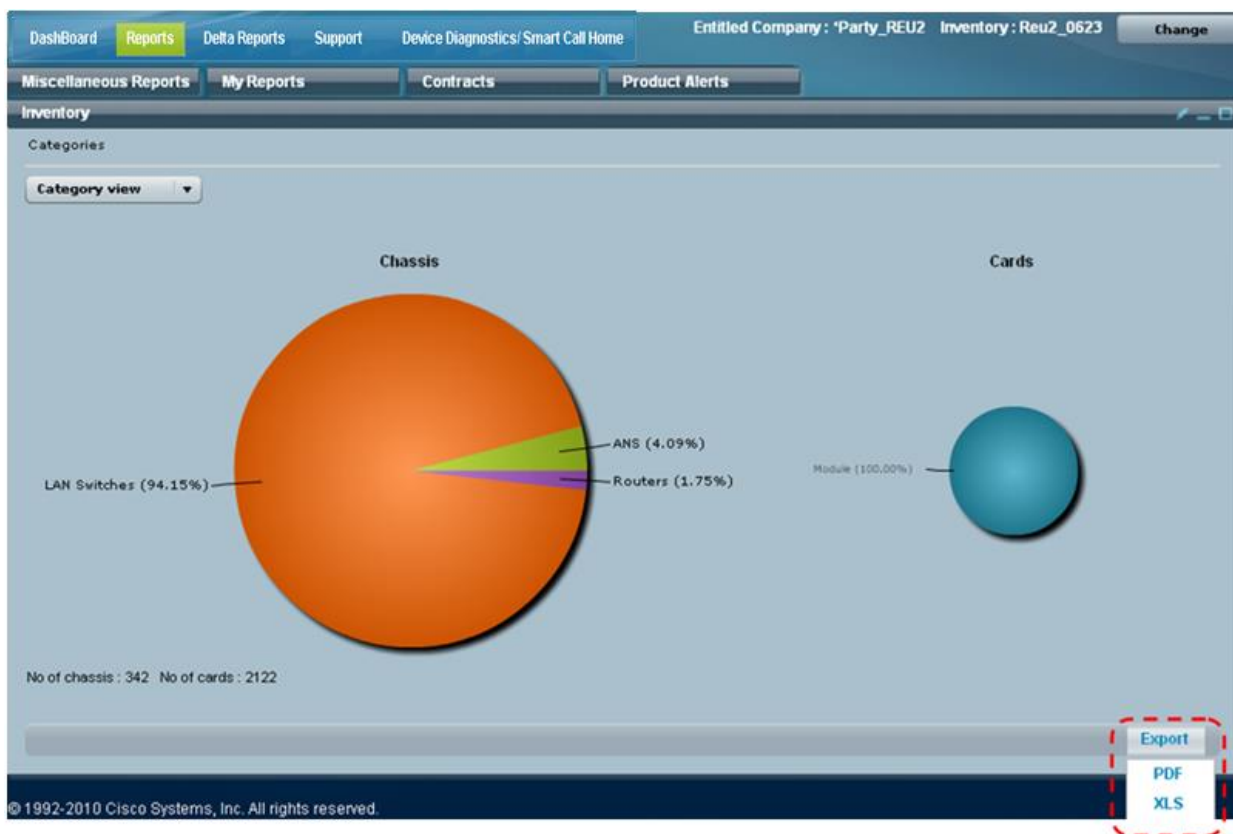 DashBoard Reports Delta Reports Support Device Diagnostics/ Smart Call Home
Entitled Company : *Party_REU2 Inventory : Reu2_0623 Change
Miscellaneous Reports My Reports Contracts Product Alerts
Inventory
Categories
Category view
Chassis
Cards
ANS (4.09%)
LAN Switches (94.15%)
Routers (1.75%)
Module (100.00%)
No of chassis : 342 No of cards : 2122
Export
PDF
XLS
© 1992-2010 Cisco Systems, Inc. All rights reserved.